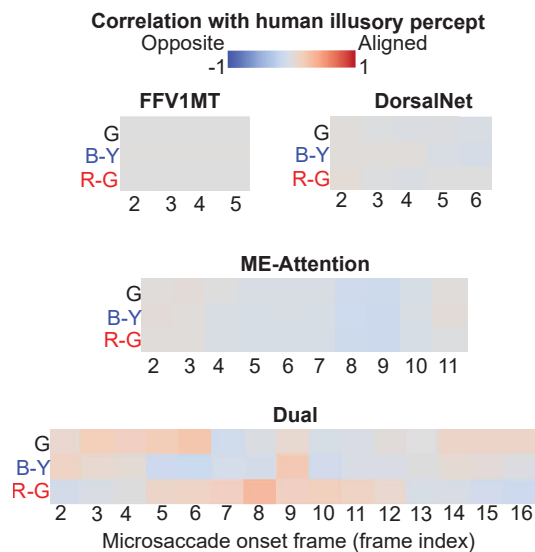 Correlation with human illusory percept
Opposite Aligned
-1 1
FFV1MT DorsalNet
G G
B-Y B-Y
R-G R-G
2 3 4 5 2 3 4 5 6
ME-Attention
G
B-Y
R-G
2 3 4 5 6 7 8 9 10 11
Dual
G
B-Y
R-G
2 3 4 5 6 7 8 9 10 11 12 13 14 15 16
Microsaccade onset frame (frame index)